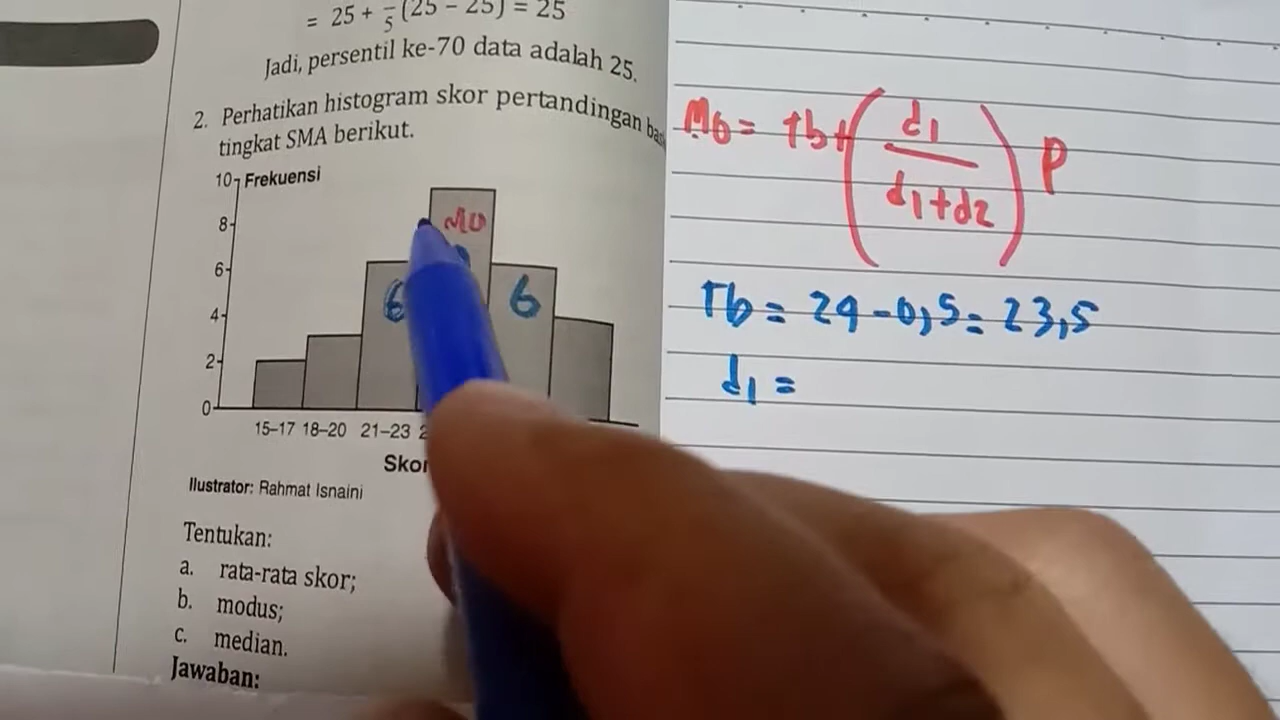 = 25 + – 5 (25 – 25) = 25
Jadi, persentil ke-70 data adalah 25.
2. Perhatikan histogram skor pertandingan
tingkat SMA berikut.
10 Frekuensi
8
6
4
2
0
Mo
6
6
15–17 18–20 21–23
Skor
Ilustrator: Rahmat Isnaini
Tentukan:
a. rata-rata skor;
b. modus;
c. median.
Jawaban:
Mo = tb + (d1 / d1 + d2) P
Tb = 24 - 0,5 = 23,5
d1 =